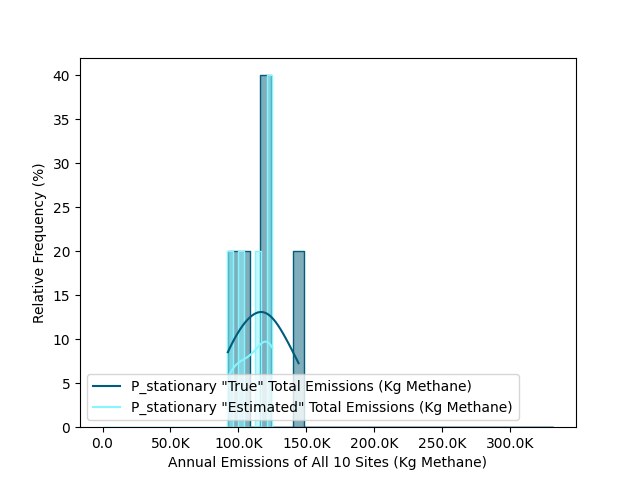 40
35
30
25
20
15
10
5
0
Relative Frequency (%)
P_stationary "True" Total Emissions (Kg Methane)
P_stationary "Estimated" Total Emissions (Kg Methane)
0.0 50.0K 100.0K 150.0K 200.0K 250.0K 300.0K
Annual Emissions of All 10 Sites (Kg Methane)